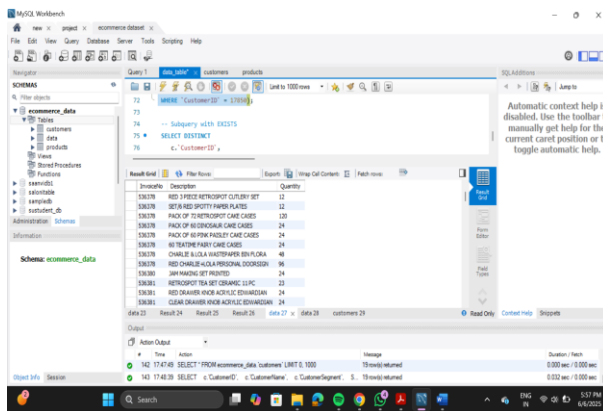 MySQL Workbench
new × project × ecommerce dataset ×
File Edit View Query Database Server Tools Scripting Help
Navigator
SCHEMAS
Filter objects
ecommerce_data
Tables
customers
data
products
Views
Stored Procedures
Functions
salonitable
sampledb
sustudent_db
Administration Schemas
Information
Schema: ecommerce_data
Object Info Session
Query 1 data_table* × customers products
Limit to 1000 rows
72 WHERE `CustomerID` = 17850);
73
74 -- Subquery with EXISTS
75 SELECT DISTINCT
76 c.`CustomerID`,
Result Grid Filter Rows: Export: Wrap Cell Content: Fetch rows:
InvoiceNo Description Quantity
536378 RED 3 PIECE RETROSPOT CUTLERY SET 12
536378 SET/6 RED SPOTTY PAPER PLATES 12
536378 PACK OF 72 RETROSPOT CAKE CASES 120
536378 PACK OF 60 DINOSAUR CAKE CASES 24
536378 PACK OF 60 PINK PAISLEY CAKE CASES 24
536378 60 TEATIME FAIRY CAKE CASES 24
536378 CHARLIE & LOLA WASTEPAPER BIN FLORA 48
536378 RED CHARLIE+LOLA PERSONAL DOORSIGN 96
536380 JAM MAKING SET PRINTED 24
536381 RETROSPOT TEA SET CERAMIC 11 PC 23
536381 RED DRAWER KNOB ACRYLIC EDWARDIAN 24
536381 CLEAR DRAWER KNOB ACRYLIC EDWARDIAN 24
Result Grid
Form Editor
Field Types
data 23 Result 24 Result 25 Result 26 data 27 × data 28 customers 29
Read Only
Output
Action Output
# Time Action Message Duration / Fetch
142 17:47:49 SELECT * FROM ecommerce_data.`customers` LIMIT 0, 1000 19 row(s) returned 0.000 sec / 0.000 sec
143 17:48:39 SELECT c.`CustomerID`, c.`CustomerName`, c.`CustomerSegment`, S... 19 row(s) returned 0.032 sec / 0.000 sec
SQLAdditions
Jump to
Automatic context help is
disabled. Use the toolbar
manually get help for the
current caret position or t
toggle automatic help.
Context Help Snippets
Search
ENG
IN
5:57 PM
6/6/2025